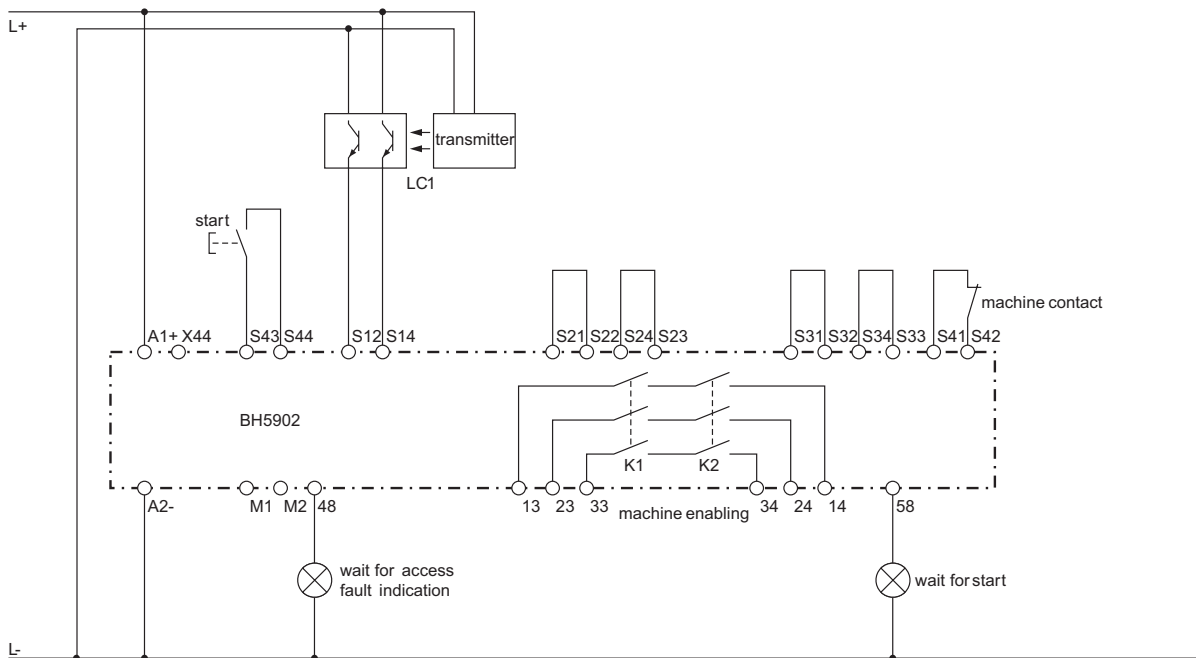 L+
transmitter
LC1
start
machine contact
A1+ X44 S43 S44 S12 S14 S21 S22 S24 S23 S31 S32 S34 S33 S41 S42
BH5902
K1 K2
A2- M1 M2 48 13 23 33 machine enabling 34 24 14 58
wait for access
fault indication
wait for start
L-